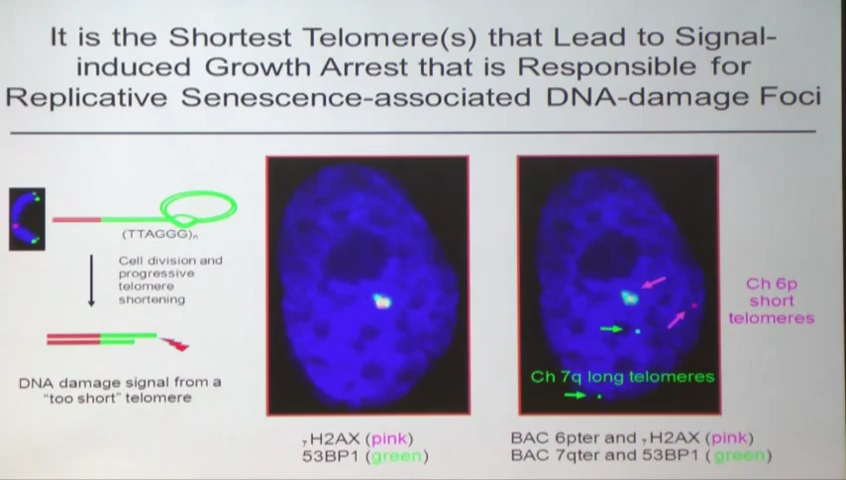 It is the Shortest Telomere(s) that Lead to Signal-
induced Growth Arrest that is Responsible for
Replicative Senescence-associated DNA-damage Foci
(TTAGGG)n
Cell division and
progressive
telomere
shortening
DNA damage signal from a
"too short" telomere
γH2AX (pink)
53BP1 (green)
Ch 7q long telomeres
Ch 6p
short
telomeres
BAC 6pter and γH2AX (pink)
BAC 7qter and 53BP1 (green)